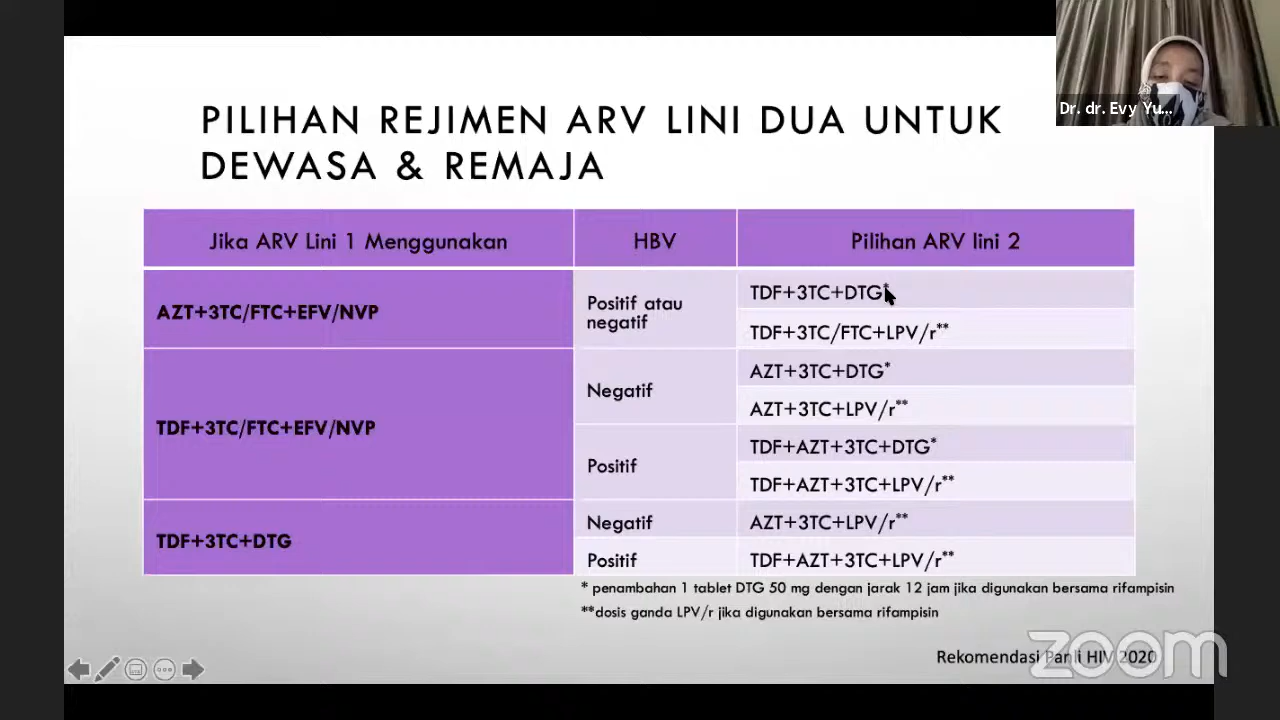 PILIHAN REJIMEN ARV LINI DUA UNTUK
DEWASA & REMAJA
Dr. dr. Evy Yu...
Jika ARV Lini 1 Menggunakan
HBV
Pilihan ARV lini 2
AZT+3TC/FTC+EFV/NVP
Positif atau
negatif
TDF+3TC+DTG*
TDF+3TC/FTC+LPV/r**
TDF+3TC/FTC+EFV/NVP
Negatif
AZT+3TC+DTG*
AZT+3TC+LPV/r**
Positif
TDF+AZT+3TC+DTG*
TDF+AZT+3TC+LPV/r**
TDF+3TC+DTG
Negatif
AZT+3TC+LPV/r**
Positif
TDF+AZT+3TC+LPV/r**
* penambahan 1 tablet DTG 50 mg dengan jarak 12 jam jika digunakan bersama rifampisin
**dosis ganda LPV/r jika digunakan bersama rifampisin
Rekomendasi Panli HIV 2020
zoom